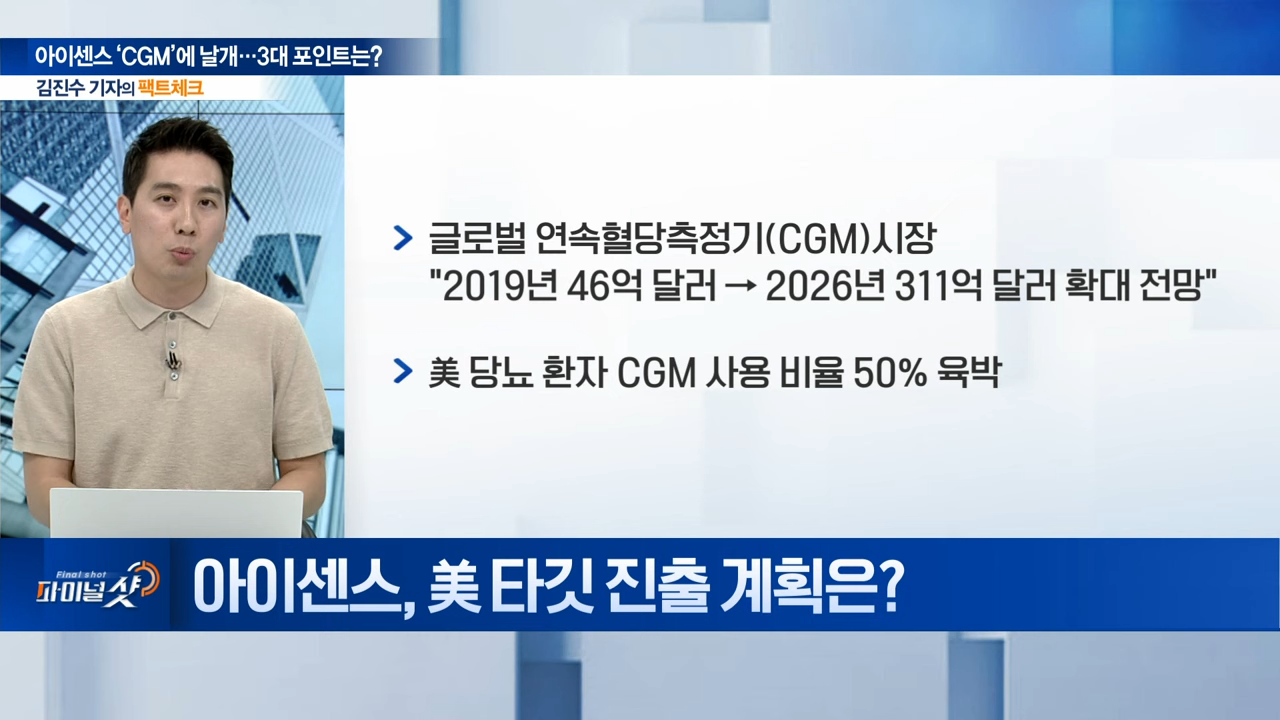 아이센스 ‘CGM’에 날개…3대 포인트는?
김진수 기자의 팩트체크
글로벌 연속혈당측정기(CGM)시장
"2019년 46억 달러 → 2026년 311억 달러 확대 전망"
美 당뇨 환자 CGM 사용 비율 50% 육박
Final shot
파이널샷
아이센스, 美 타깃 진출 계획은?